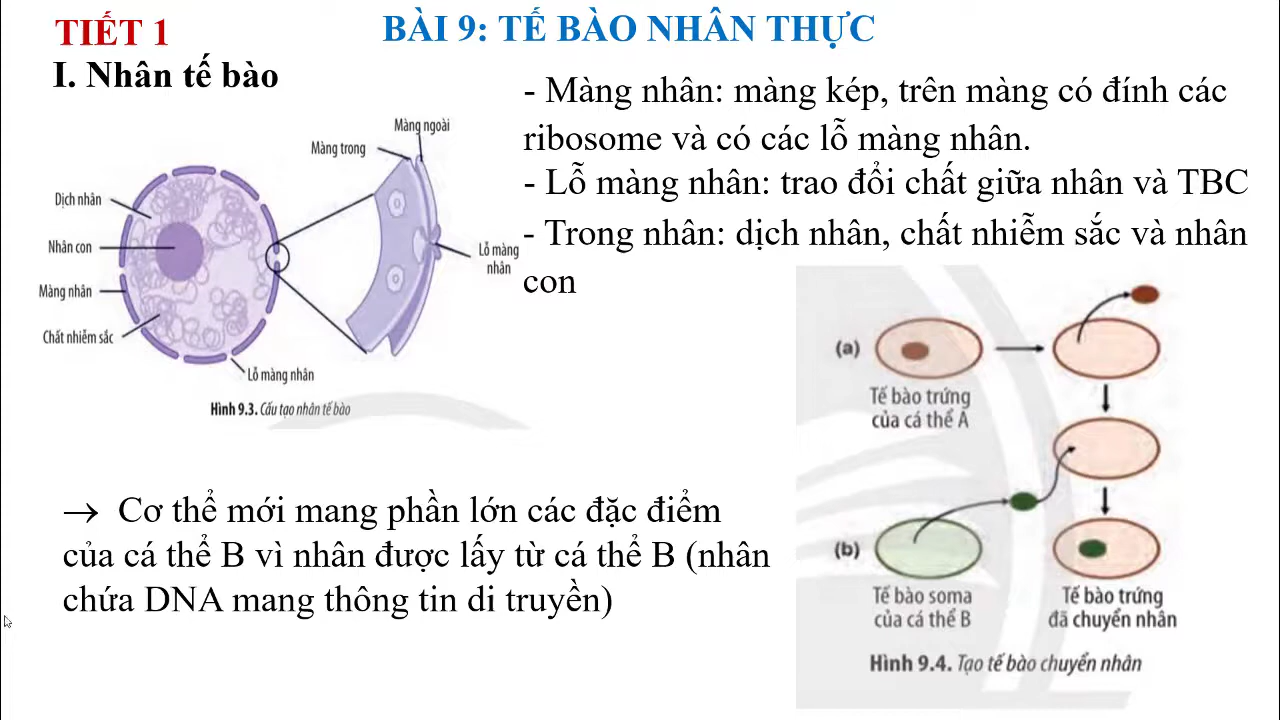 TIẾT 1
BÀI 9: TẾ BÀO NHÂN THỰC
I. Nhân tế bào
- Màng nhân: màng kép, trên màng có đính các
ribosome và có các lỗ màng nhân.
- Lỗ màng nhân: trao đổi chất giữa nhân và TBC
- Trong nhân: dịch nhân, chất nhiễm sắc và nhân
con
Màng ngoài
Màng trong
Dịch nhân
Nhân con
Màng nhân
Chất nhiễm sắc
Lỗ màng
nhân
Lỗ màng nhân
Hình 9.3. Cấu tạo nhân tế bào
(a)
Tế bào trứng
của cá thể A
(b)
Tế bào soma
của cá thể B
Tế bào trứng
đã chuyển nhân
Hình 9.4. Tạo tế bào chuyển nhân
→ Cơ thể mới mang phần lớn các đặc điểm
của cá thể B vì nhân được lấy từ cá thể B (nhân
chứa DNA mang thông tin di truyền)